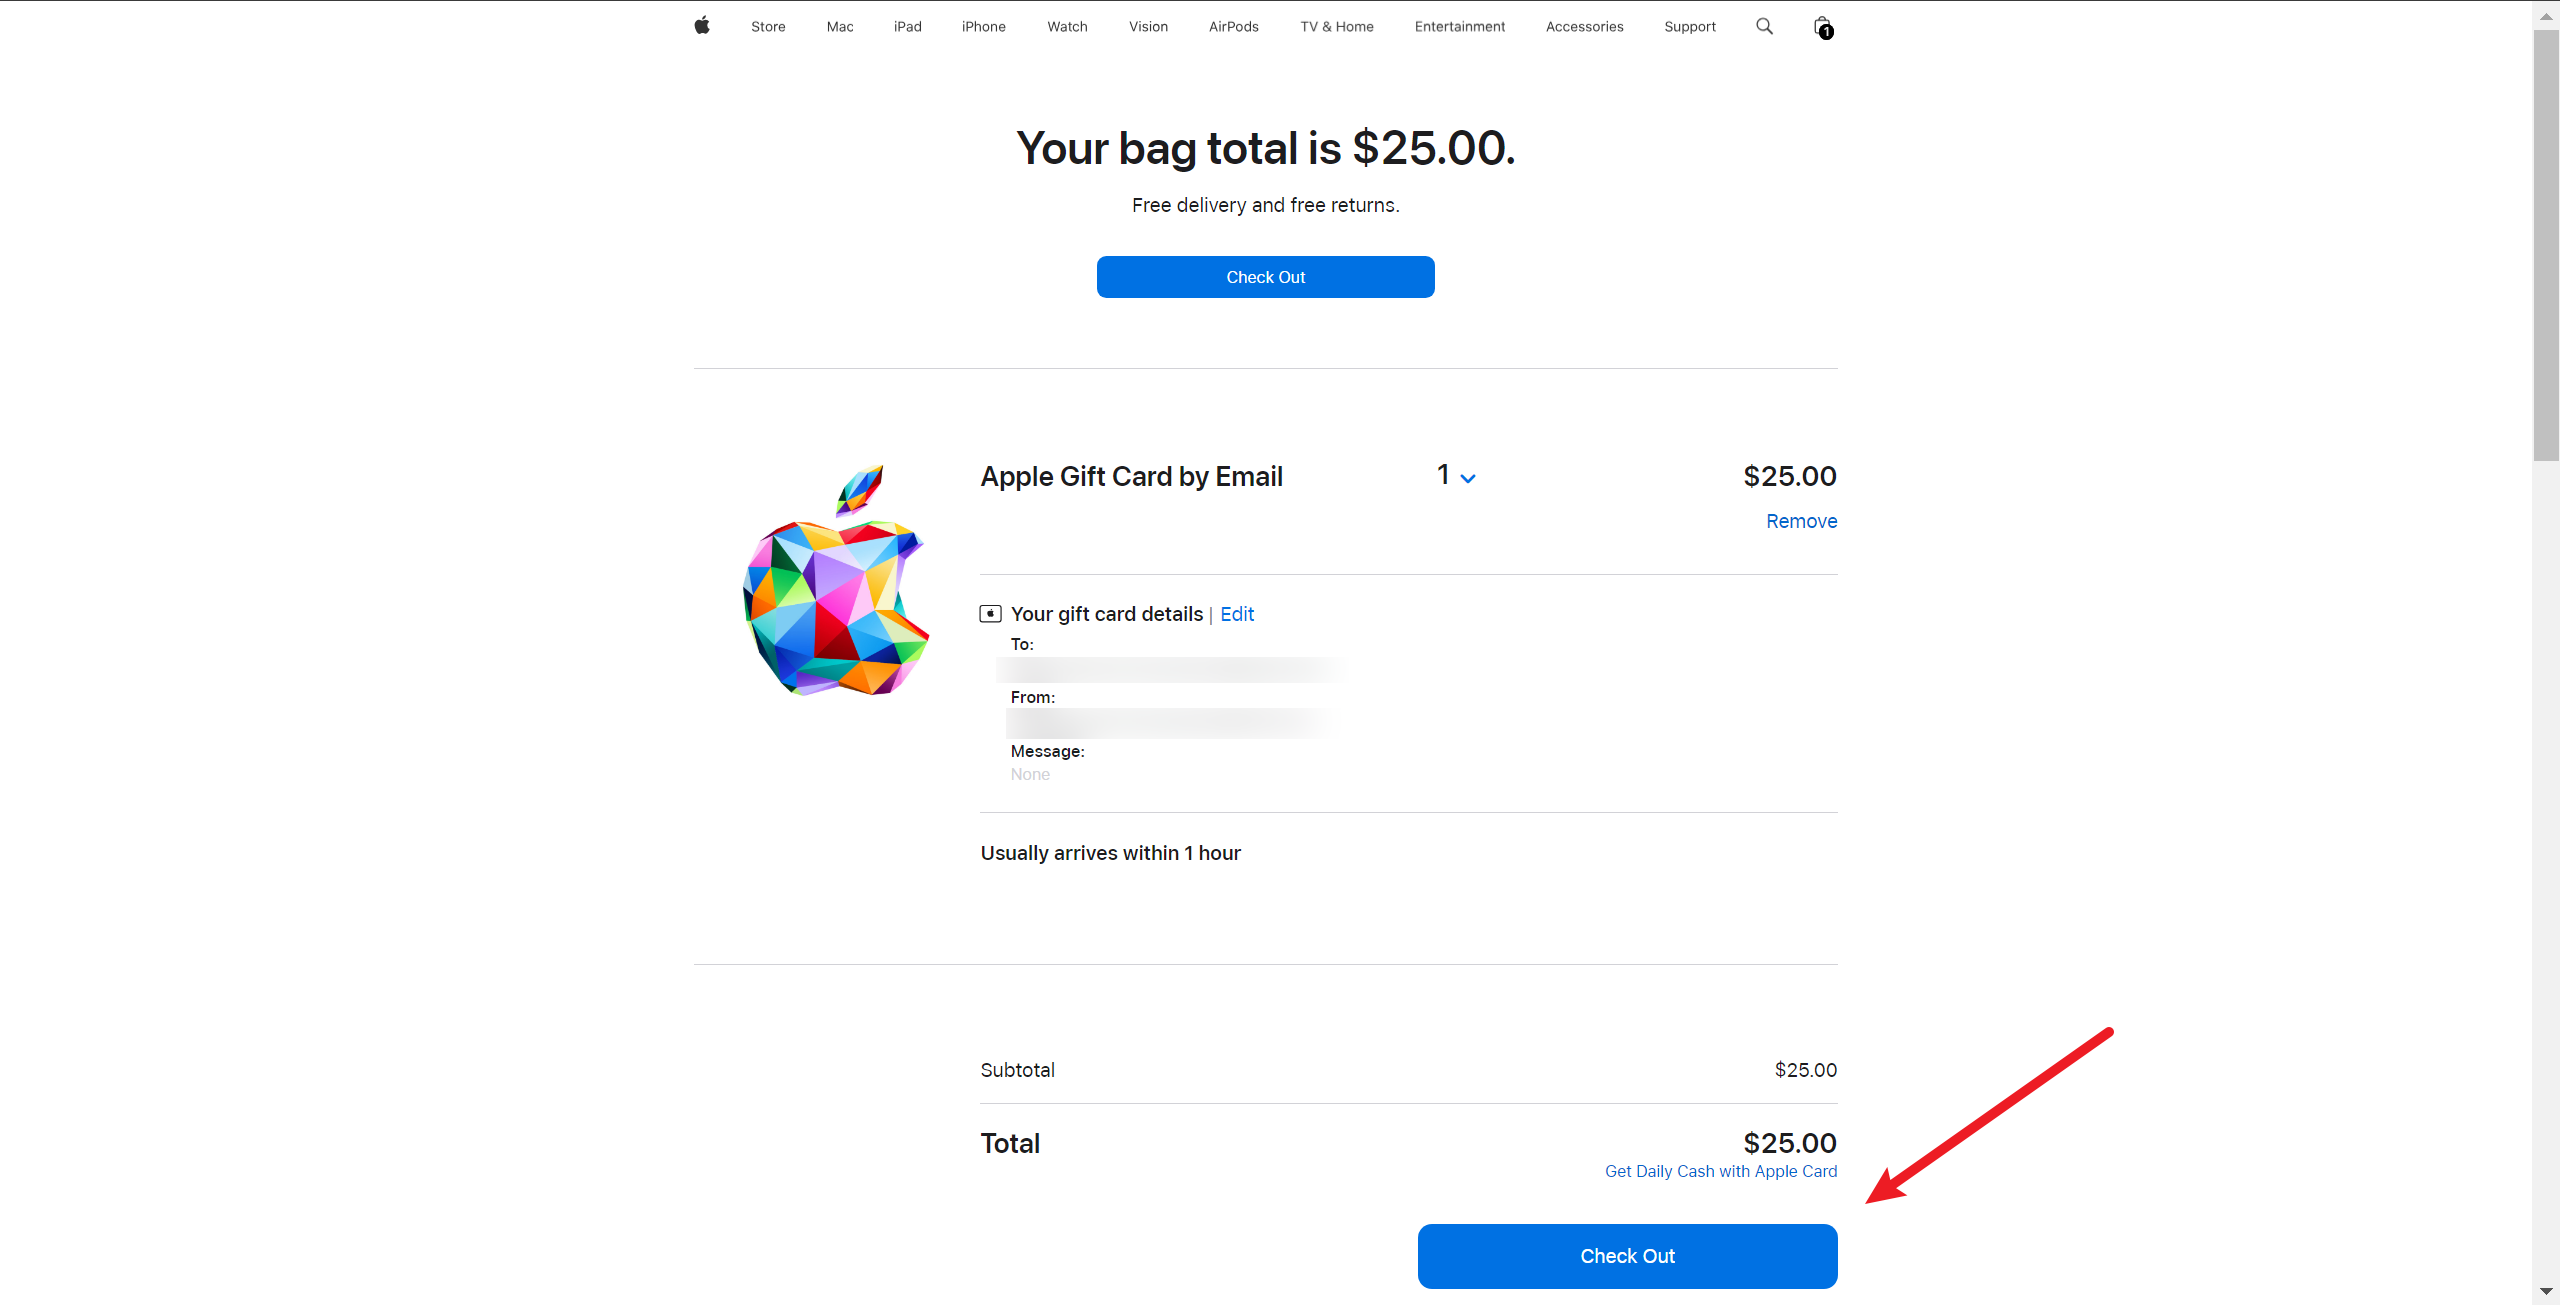 Store Mac iPad iPhone Watch Vision AirPods TV & Home Entertainment Accessories Support 1
Your bag total is $25.00.
Free delivery and free returns.
Check Out
Apple Gift Card by Email 1 $25.00
Remove
Your gift card details | Edit
To:
From:
Message:
None
Usually arrives within 1 hour
Subtotal $25.00
Total $25.00
Get Daily Cash with Apple Card
Check Out